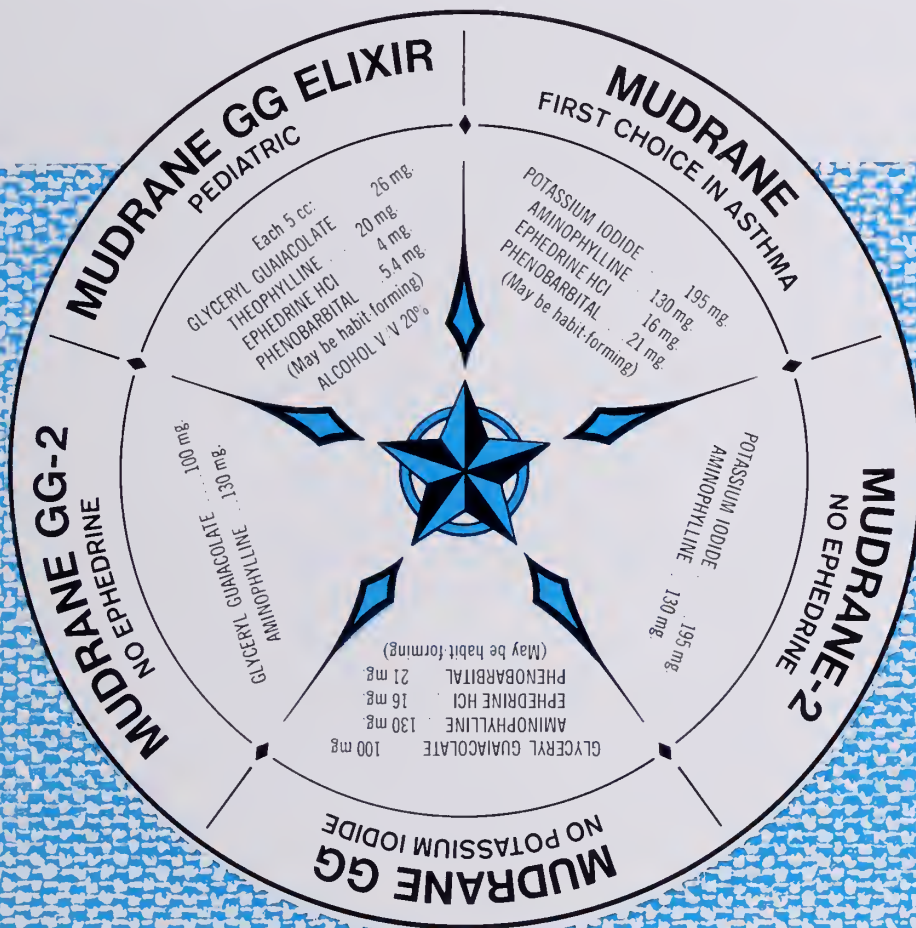 MUDRANE
FIRST CHOICE IN ASTHMA
POTASSIUM IODIDE . 195 mg.
AMINOPHYLLINE . 130 mg.
EPHEDRINE HCl 16 mg.
PHENOBARBITAL . 21 mg.
(May be habit-forming)
MUDRANE-2
NO EPHEDRINE
POTASSIUM IODIDE . 195 mg.
AMINOPHYLLINE . 130 mg.
MUDRANE GG
NO POTASSIUM IODIDE
GLYCERYL GUAIACOLATE 100 mg
AMINOPHYLLINE . 130 mg.
EPHEDRINE HCl . 16 mg.
PHENOBARBITAL 21 mg.
(May be habit-forming)
MUDRANE GG-2
NO EPHEDRINE
GLYCERYL GUAIACOLATE . . . 100 mg.
AMINOPHYLLINE . 130 mg.
MUDRANE GG ELIXIR
PEDIATRIC
Each 5 cc:
GLYCERYL GUAIACOLATE 26 mg.
THEOPHYLLINE . . 20 mg.
EPHEDRINE HCl 4 mg.
PHENOBARBITAL . 5.4 mg
(May be habit-forming)
ALCOHOL V/V 20%